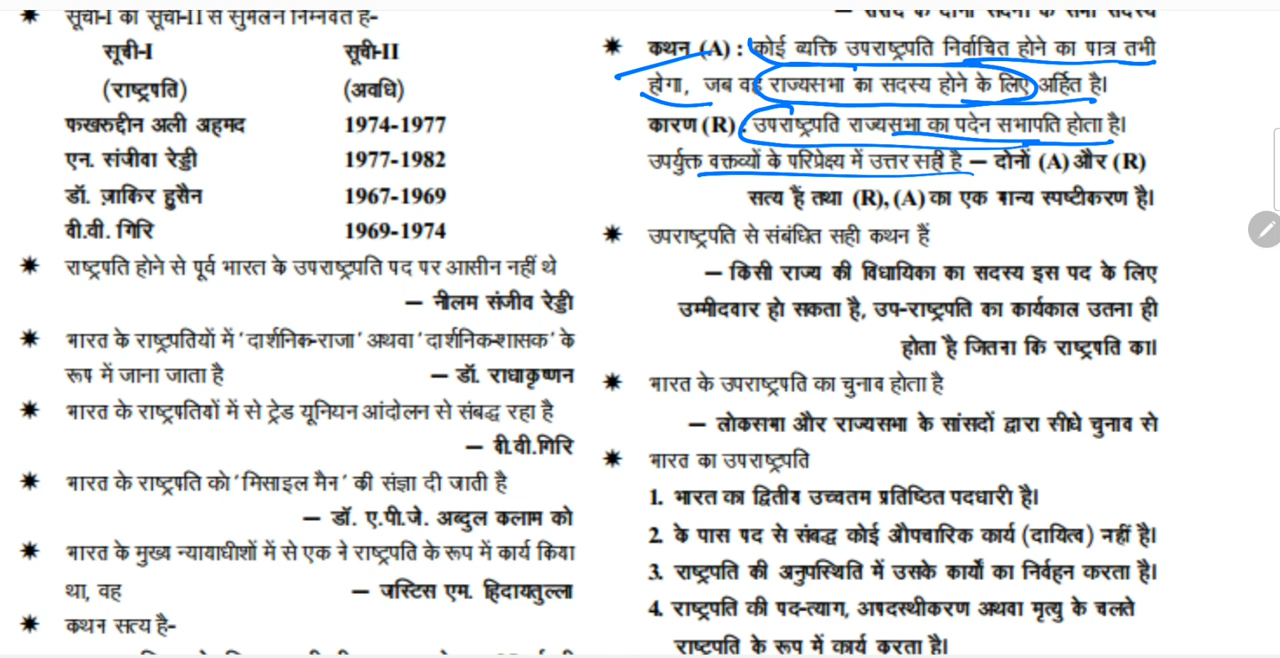 ✷ सूची-I का सूची-II से सुमेलन निम्नवत है-
सूची-I सूची-II
(राष्ट्रपति) (अवधि)
फखरुद्दीन अली अहमद 1974-1977
एन. संजीवा रेड्डी 1977-1982
डॉ. ज़ाकिर हुसैन 1967-1969
वी.वी. गिरि 1969-1974
✷ राष्ट्रपति होने से पूर्व भारत के उपराष्ट्रपति पद पर आसीन नहीं थे
– नीलम संजीव रेड्डी
✷ भारत के राष्ट्रपतियों में 'दार्शनिक-राजा' अथवा 'दार्शनिक-शासक' के
रूप में जाना जाता है – डॉ. राधाकृष्णन
✷ भारत के राष्ट्रपतियों में से ट्रेड यूनियन आंदोलन से संबद्ध रहा है
– वी.वी.गिरि
✷ भारत के राष्ट्रपति को 'मिसाइल मैन' की संज्ञा दी जाती है
– डॉ. ए.पी.जे. अब्दुल कलाम को
✷ भारत के मुख्य न्यायाधीशों में से एक ने राष्ट्रपति के रूप में कार्य किया
था, वह – जस्टिस एम. हिदायतुल्ला
✷ कथन सत्य है-
– संसद के दोनों सदनों के सभी सदस्य
✷ कथन (A) : कोई व्यक्ति उपराष्ट्रपति निर्वाचित होने का पात्र तभी
होगा, जब वह राज्यसभा का सदस्य होने के लिए अर्हित है।
कारण (R) : उपराष्ट्रपति राज्यसभा का पदेन सभापति होता है।
उपर्युक्त वक्तव्यों के परिप्रेक्ष्य में उत्तर सही है – दोनों (A) और (R)
सत्य हैं तथा (R), (A) का एक मान्य स्पष्टीकरण है।
✷ उपराष्ट्रपति से संबंधित सही कथन हैं
– किसी राज्य की विधायिका का सदस्य इस पद के लिए
उम्मीदवार हो सकता है, उप-राष्ट्रपति का कार्यकाल उतना ही
होता है जितना कि राष्ट्रपति का।
✷ भारत के उपराष्ट्रपति का चुनाव होता है
– लोकसभा और राज्यसभा के सांसदों द्वारा सीधे चुनाव से
✷ भारत का उपराष्ट्रपति
1. भारत का द्वितीय उच्चतम प्रतिष्ठित पदधारी है।
2. के पास पद से संबद्ध कोई औपचारिक कार्य (दायित्व) नहीं है।
3. राष्ट्रपति की अनुपस्थिति में उसके कार्यों का निर्वहन करता है।
4. राष्ट्रपति की पद-त्याग, अपदस्थीकरण अथवा मृत्यु के चलते
राष्ट्रपति के रूप में कार्य करता है।